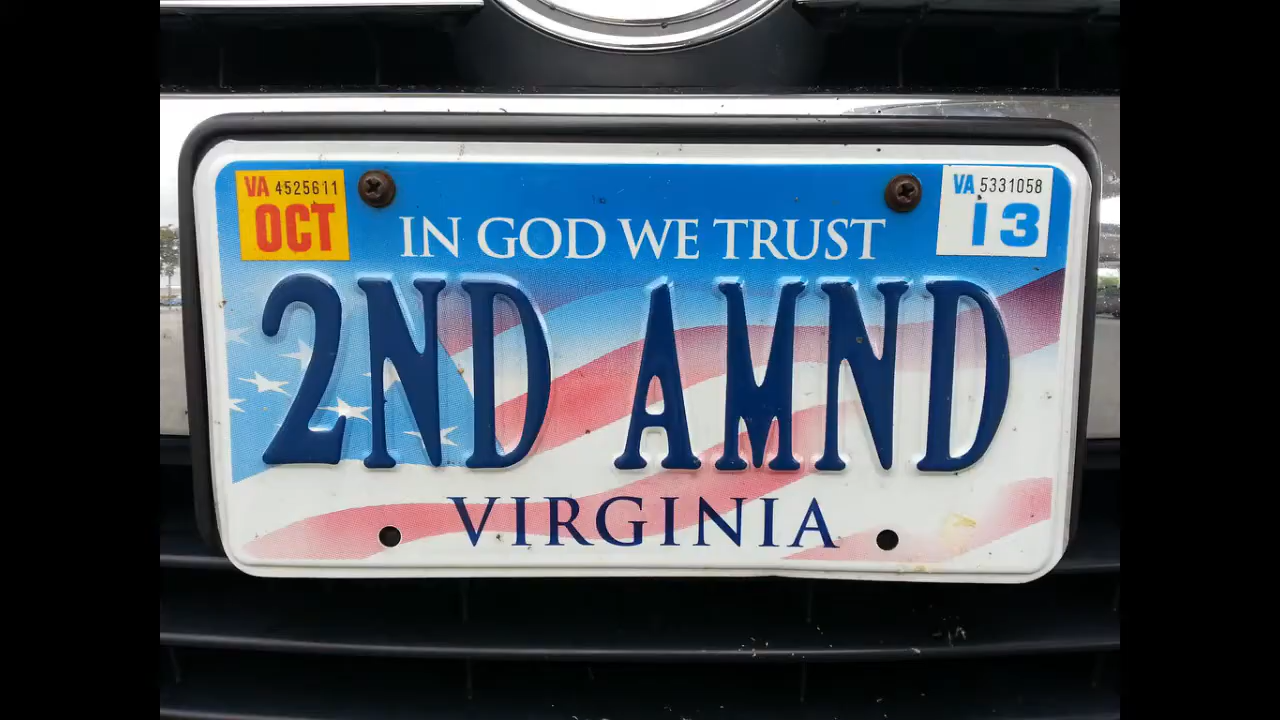 VA 4525611
OCT
VA 5331058
13
IN GOD WE TRUST
2ND AMND
VIRGINIA